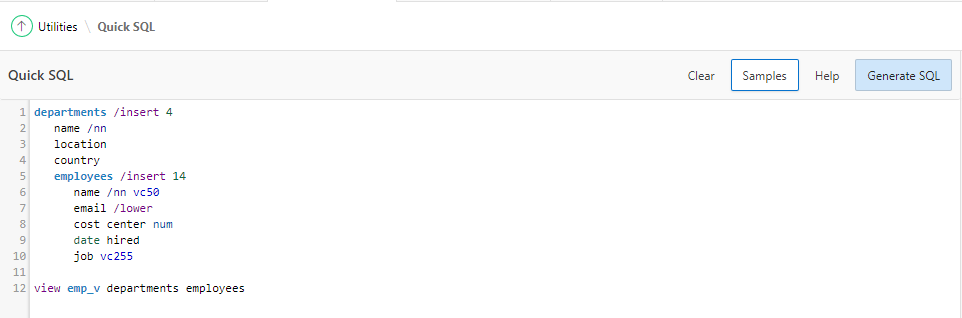 Utilities \ Quick SQL
Quick SQL Clear Samples Help Generate SQL
1 departments /insert 4
2 name /nn
3 location
4 country
5 employees /insert 14
6 name /nn vc50
7 email /lower
8 cost center num
9 date hired
10 job vc255
11
12 view emp_v departments employees